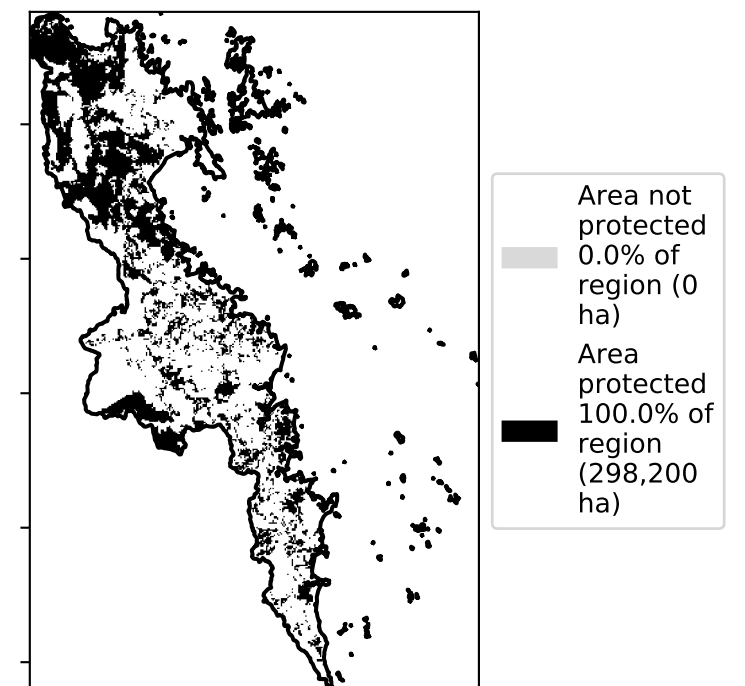 Area not
protected
0.0% of
region (0
ha)
Area
protected
100.0% of
region
(298,200
ha)